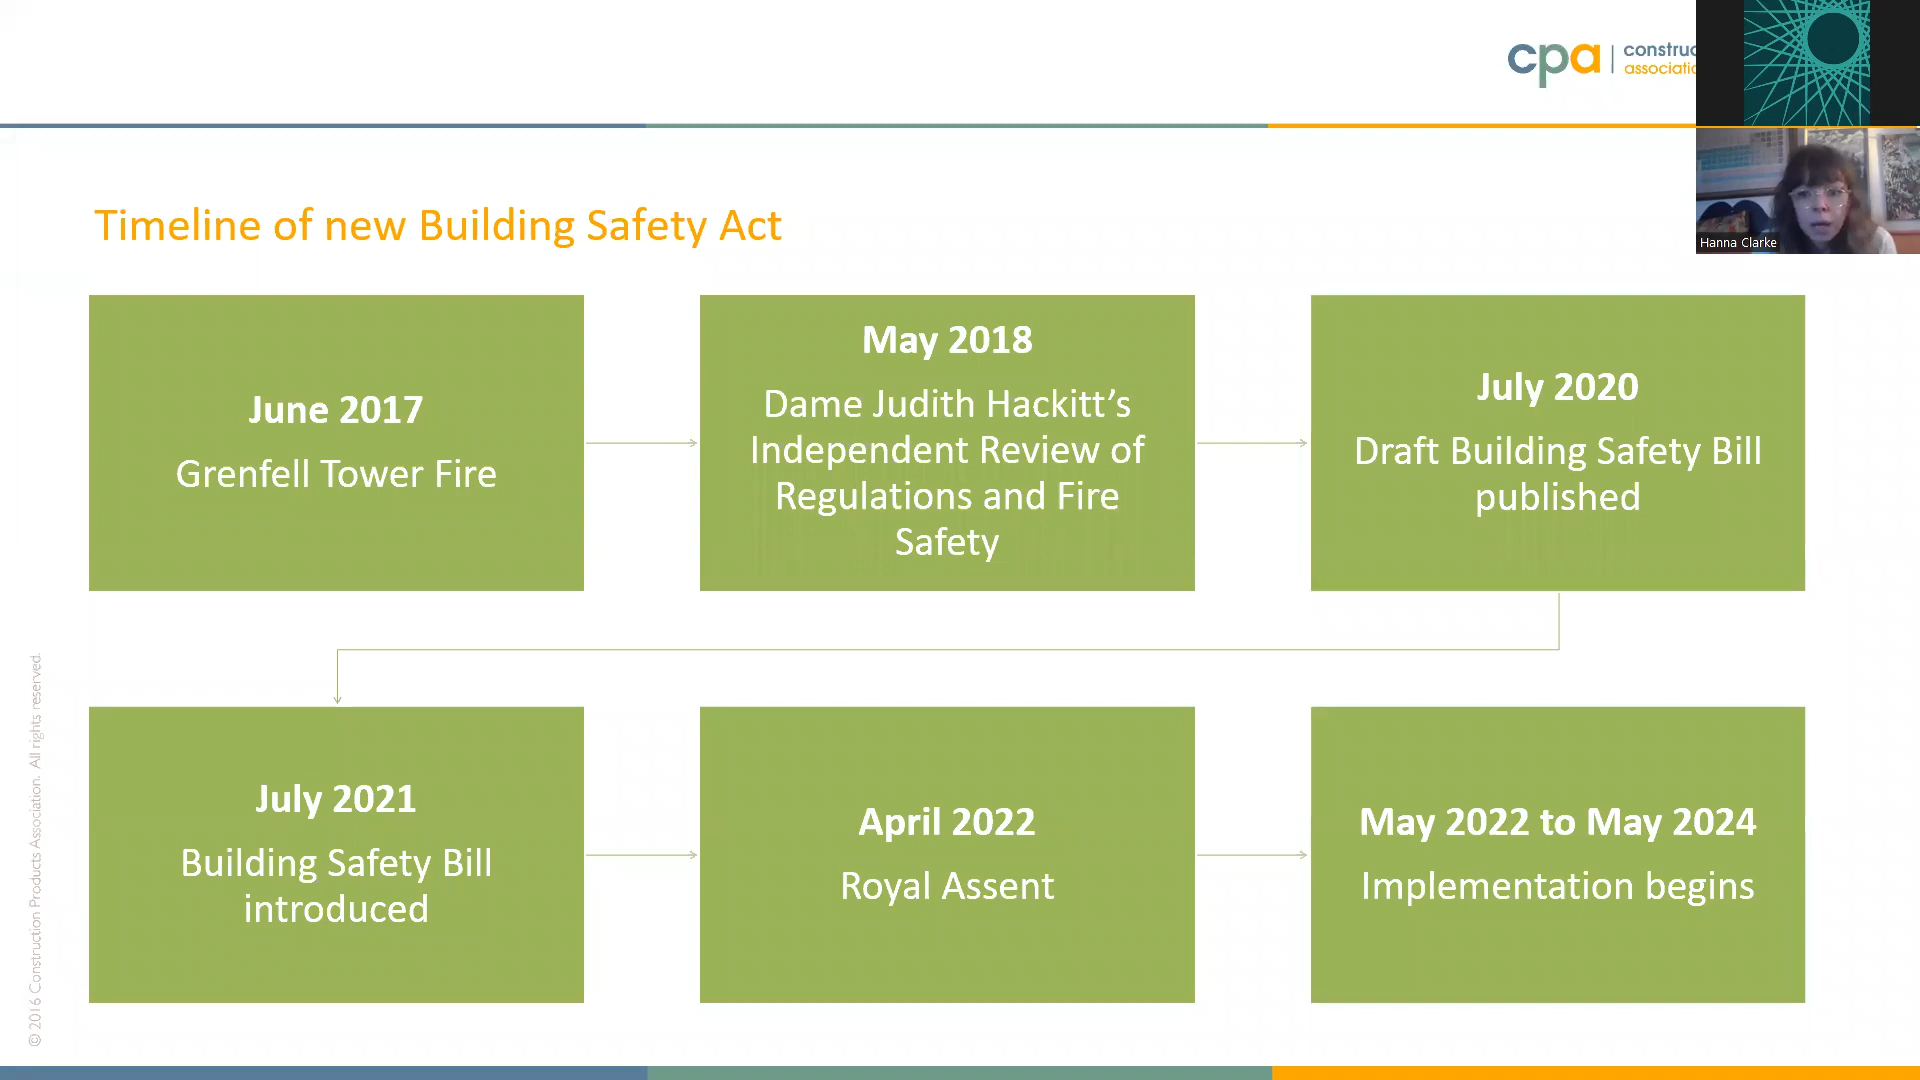 cpa
associatio
Hanna Clarke
Timeline of new Building Safety Act
June 2017
Grenfell Tower Fire
May 2018
Dame Judith Hackitt’s
Independent Review of
Regulations and Fire
Safety
July 2020
Draft Building Safety Bill
published
July 2021
Building Safety Bill
introduced
April 2022
Royal Assent
May 2022 to May 2024
Implementation begins
© 2016 Construction Products Association. All rights reserved.